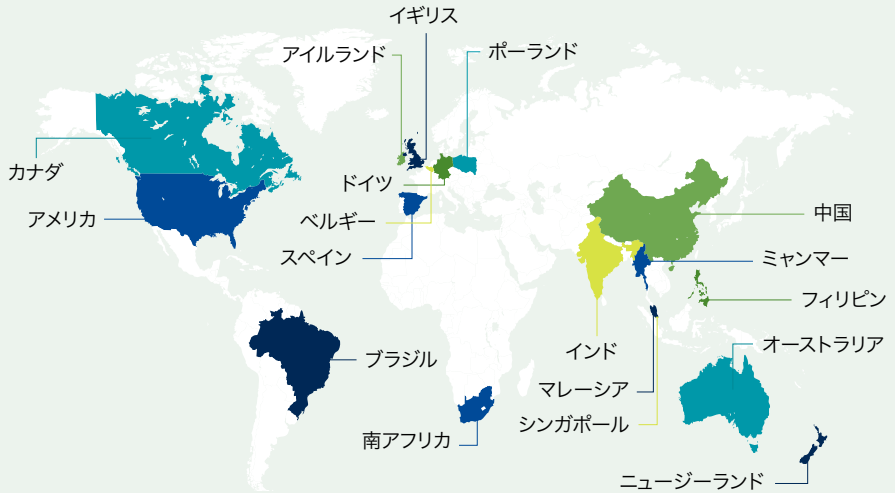 イギリス
アイルランド
ポーランド
カナダ
ドイツ
アメリカ
ベルギー
中国
スペイン
ミャンマー
フィリピン
インド
オーストラリア
ブラジル
マレーシア
シンガポール
南アフリカ
ニュージーランド